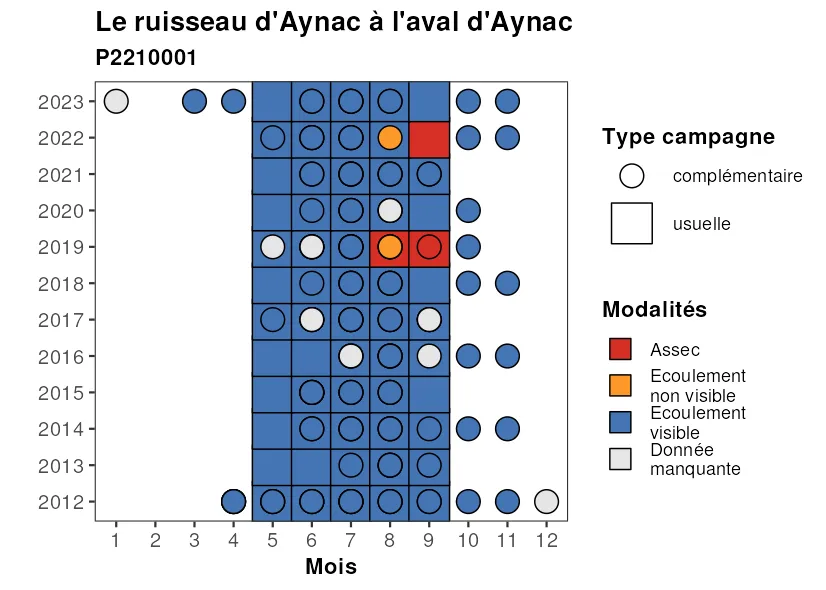 Le ruisseau d'Aynac à l'aval d'Aynac
P2210001
2023
2022
2021
2020
2019
2018
2017
2016
2015
2014
2013
2012
1 2 3 4 5 6 7 8 9 10 11 12
Mois
Type campagne
complémentaire
usuelle
Modalités
Assec
Ecoulement
non visible
Ecoulement
visible
Donnée
manquante